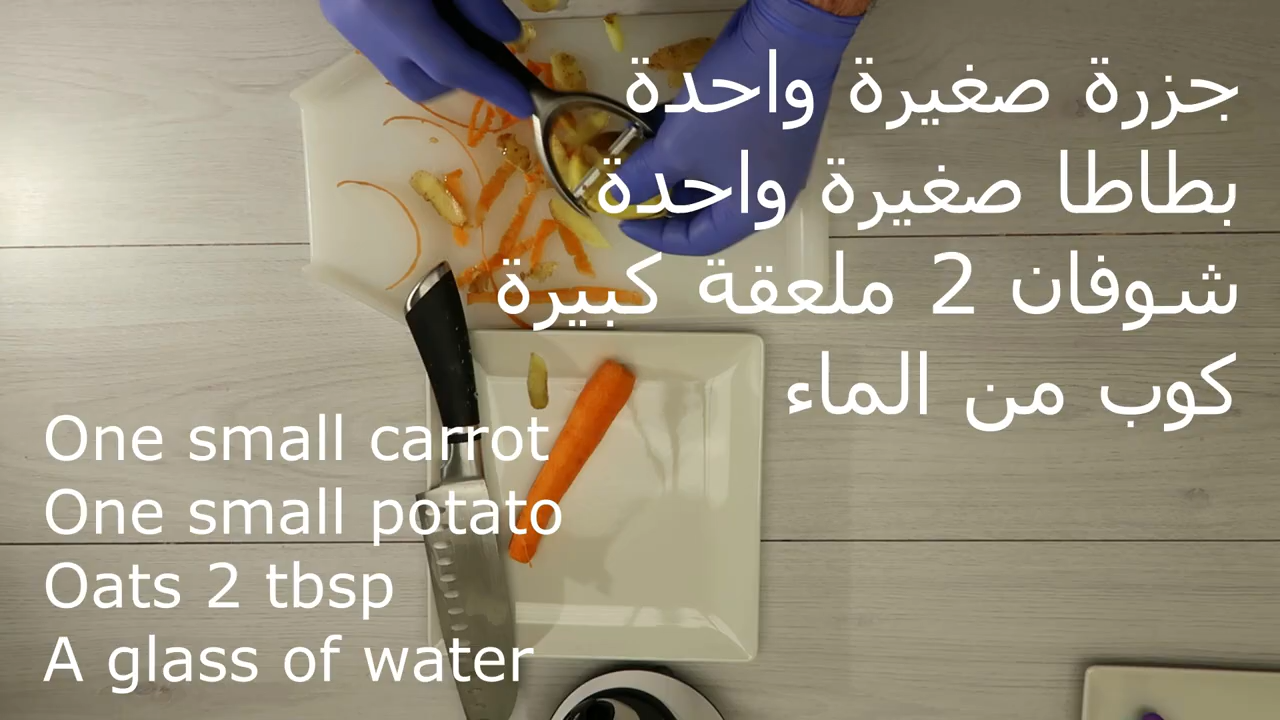 جزرة صغيرة واحدة
بطاطا صغيرة واحدة
شوفان 2 ملعقة كبيرة
كوب من الماء
One small carrot
One small potato
Oats 2 tbsp
A glass of water